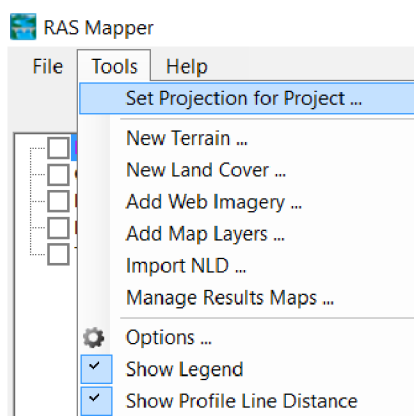 RAS Mapper
File Tools Help
Set Projection for Project ...
New Terrain ...
New Land Cover ...
Add Web Imagery ...
Add Map Layers ...
Import NLD ...
Manage Results Maps ...
Options ...
Show Legend
Show Profile Line Distance